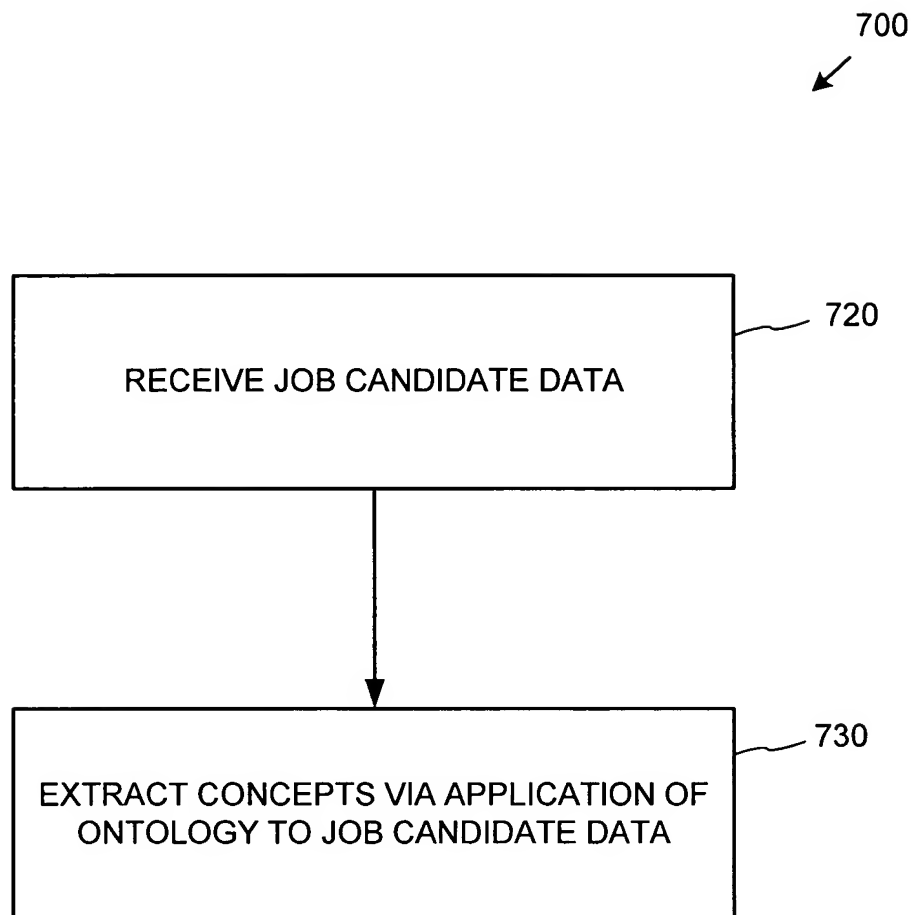 700
720
RECEIVE JOB CANDIDATE DATA
730
EXTRACT CONCEPTS VIA APPLICATION OF
ONTOLOGY TO JOB CANDIDATE DATA